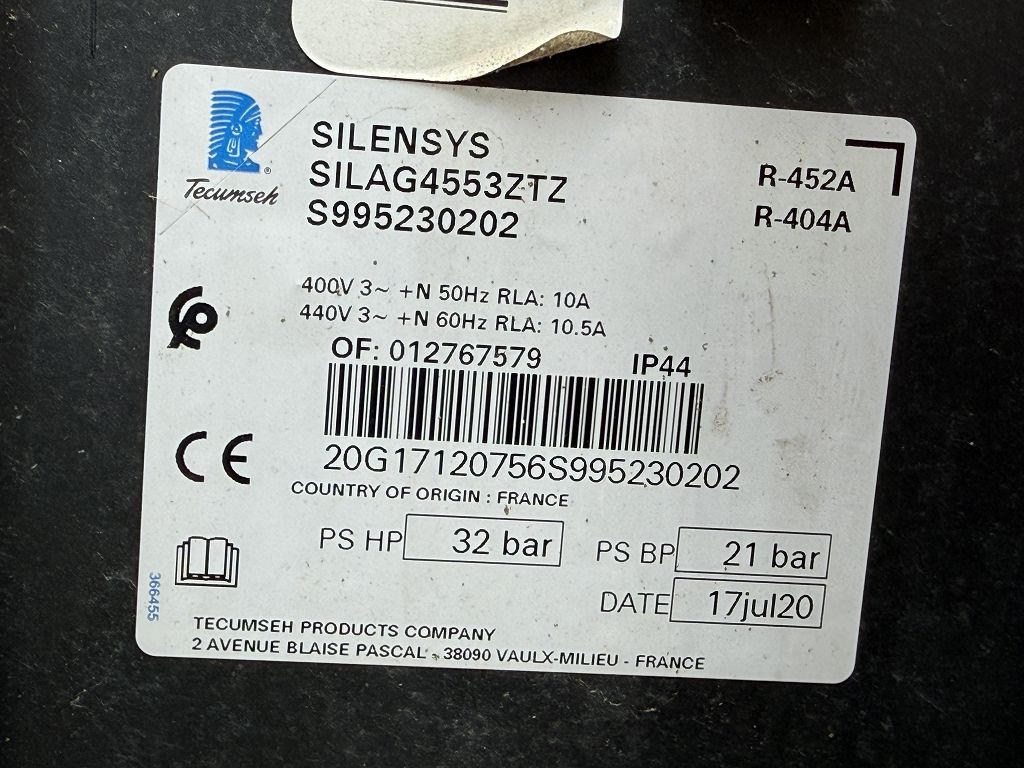 SILENSYS
SILAG4553ZTZ
S995230202
R-452A
R-404A
Tecumseh
®
400V 3~ +N 50Hz RLA: 10A
440V 3~ +N 60Hz RLA: 10.5A
OF: 012767579 IP44
20G17120756S995230202
COUNTRY OF ORIGIN : FRANCE
CE
PS HP 32 bar PS BP 21 bar
DATE 17jul20
366455
TECUMSEH PRODUCTS COMPANY
2 AVENUE BLAISE PASCAL - 38090 VAULX-MILIEU - FRANCE